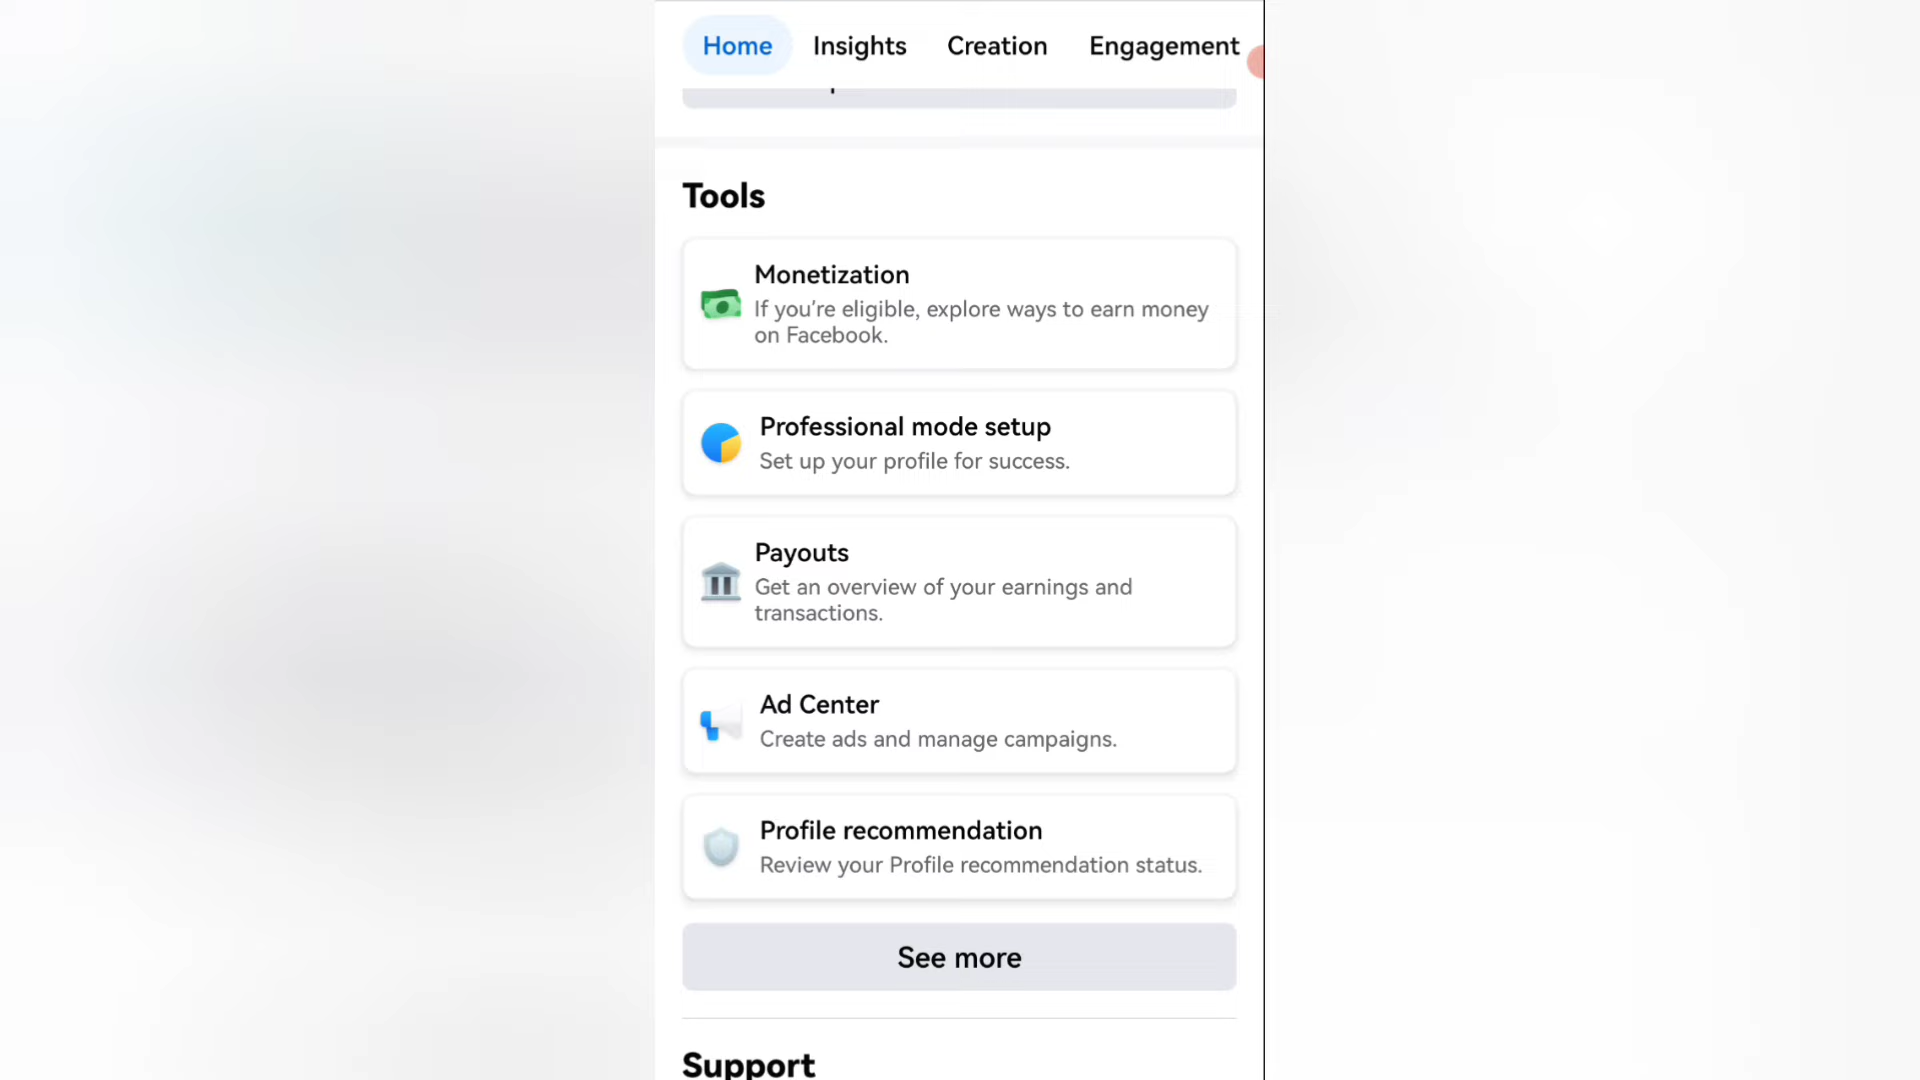 Home Insights Creation Engagement
Tools
Monetization
If you're eligible, explore ways to earn money
on Facebook.
Professional mode setup
Set up your profile for success.
Payouts
Get an overview of your earnings and
transactions.
Ad Center
Create ads and manage campaigns.
Profile recommendation
Review your Profile recommendation status.
See more
Support